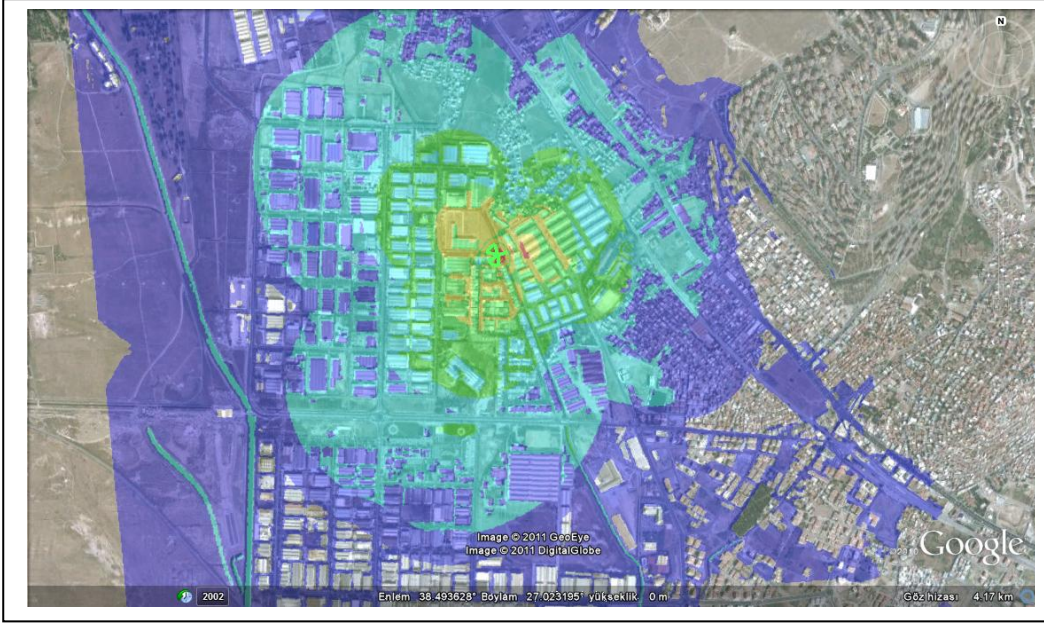 N
Image © 2011 GeoEye
Image © 2011 DigitalGlobe
Google
2002
Enlem 38.493628° Boylam 27.023195° yükseklik 0 m
Göz hizası 4.17 km